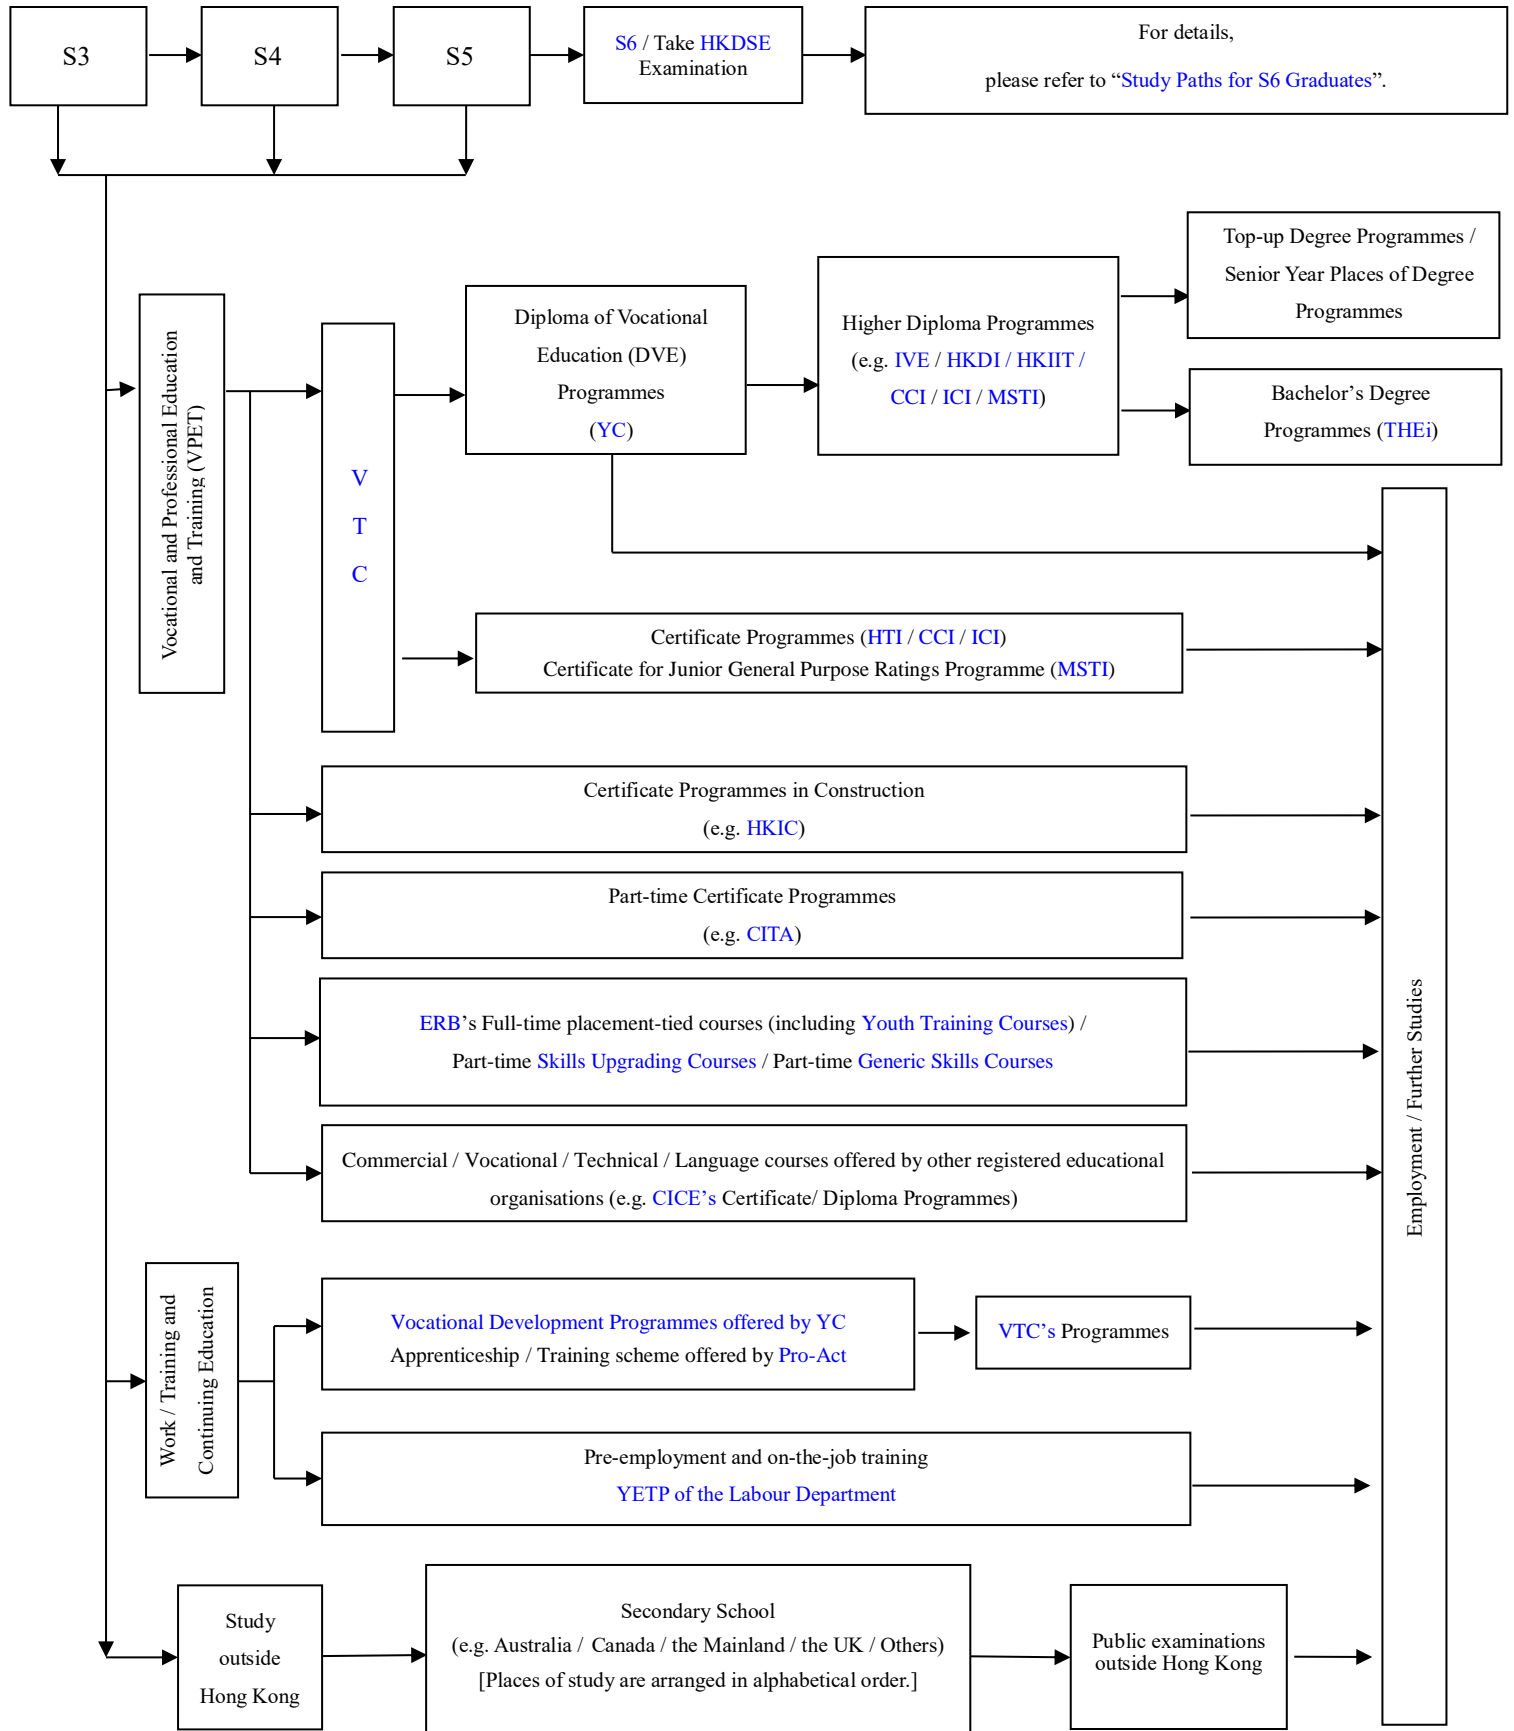 S3
S4
S5
S6 / Take HKDSE
Examination
For details,
please refer to “Study Paths for S6 Graduates”.
Vocational and Professional Education
and Training (VPET)
V
T
C
Diploma of Vocational
Education (DVE)
Programmes
(YC)
Higher Diploma Programmes
(e.g. IVE / HKDI / HKIIT /
CCI / ICI / MSTI)
Top-up Degree Programmes /
Senior Year Places of Degree
Programmes
Bachelor’s Degree
Programmes (THEi)
Certificate Programmes (HTI / CCI / ICI)
Certificate for Junior General Purpose Ratings Programme (MSTI)
Certificate Programmes in Construction
(e.g. HKIC)
Part-time Certificate Programmes
(e.g. CITA)
ERB’s Full-time placement-tied courses (including Youth Training Courses) /
Part-time Skills Upgrading Courses / Part-time Generic Skills Courses
Commercial / Vocational / Technical / Language courses offered by other registered educational
organisations (e.g. CICE’s Certificate/ Diploma Programmes)
Employment / Further Studies
Work / Training and
Continuing Education
Vocational Development Programmes offered by YC
Apprenticeship / Training scheme offered by Pro-Act
VTC’s Programmes
Pre-employment and on-the-job training
YETP of the Labour Department
Study
outside
Hong Kong
Secondary School
(e.g. Australia / Canada / the Mainland / the UK / Others)
[Places of study are arranged in alphabetical order.]
Public examinations
outside Hong Kong